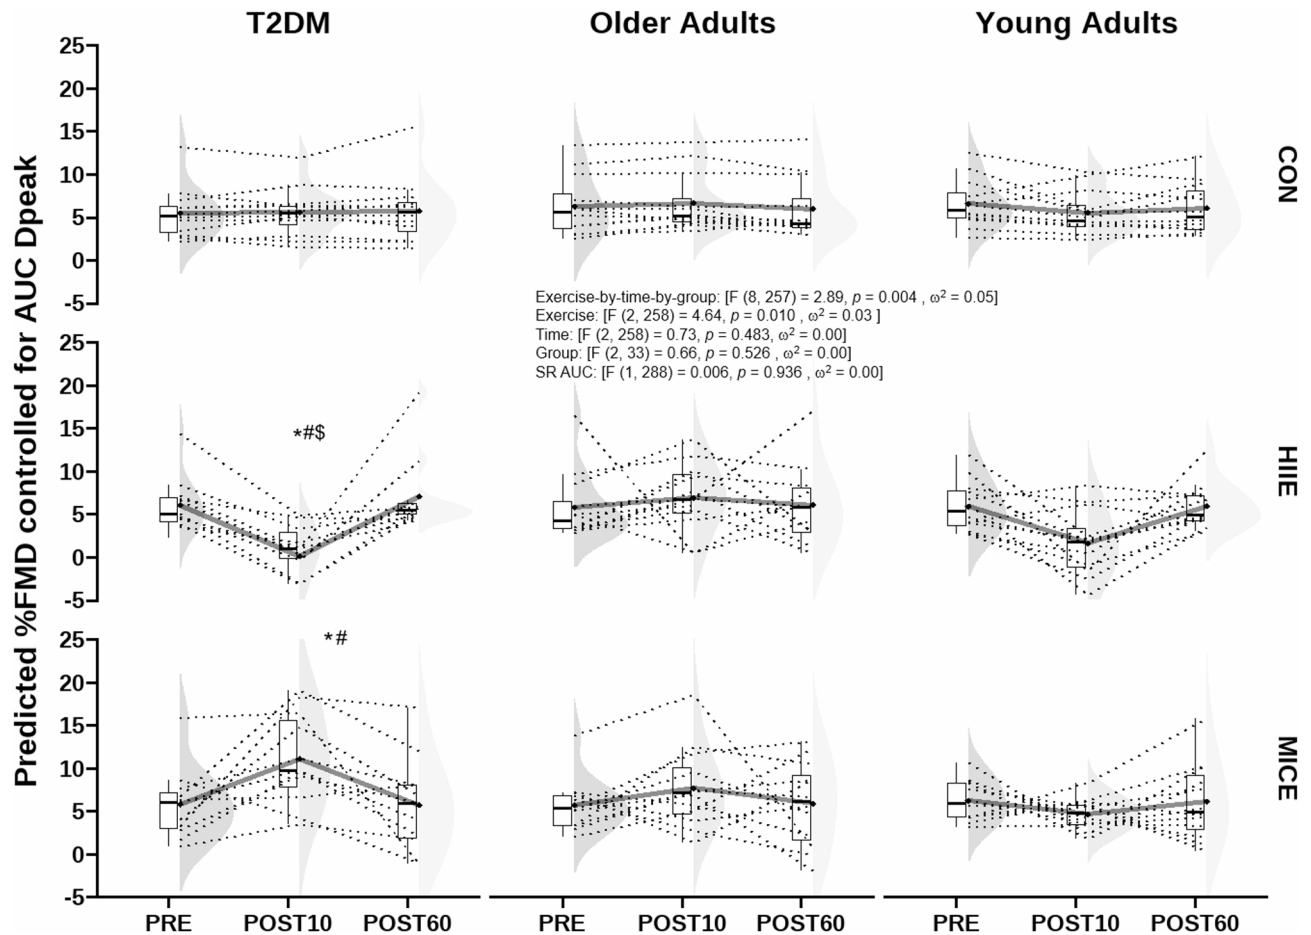 T2DM Older Adults Young Adults
Predicted %FMD controlled for AUC Dpeak
25
20
15
10
5
0
-5
CON
Exercise-by-time-by-group: [F (8, 257) = 2.89, p = 0.004 , ω² = 0.05)
Exercise: [F (2, 258) = 4.64, p = 0.010 , ω² = 0.03 ]
Time: [F (2, 258) = 0.73, p = 0.483, ω² = 0.00]
Group: [F (2, 33) = 0.66, p = 0.526 , ω² = 0.00]
SR AUC: [F (1, 288) = 0.006, p = 0.936 , ω² = 0.00]
25
20
15
10
5
0
-5
*#$
HIIE
25
20
15
10
5
0
-5
*#
MICE
PRE POST10 POST60 PRE POST10 POST60 PRE POST10 POST60